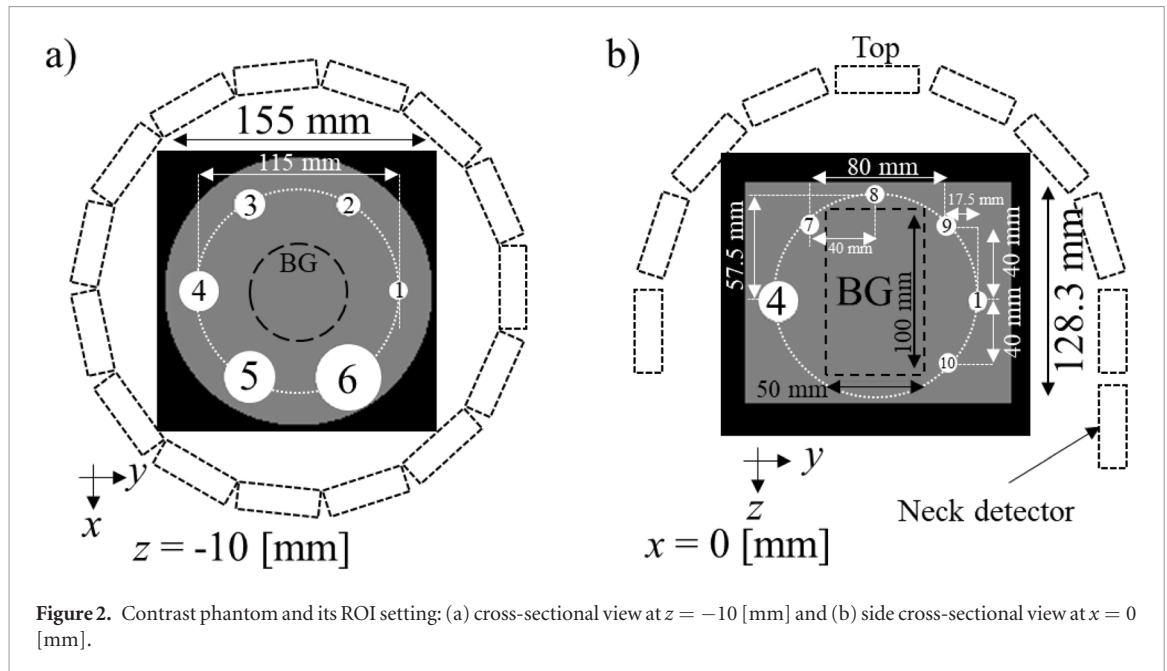 a)
155 mm
115 mm
3
2
BG
4
1
5
6
y
x
z = -10 [mm]
b)
Top
80 mm
8
17.5 mm
7
9
40 mm
57.5 mm
40 mm
BG
4
1
100 mm
40 mm
128.3 mm
10
50 mm
y
z
Neck detector
x = 0 [mm]
Figure 2. Contrast phantom and its ROI setting: (a) cross-sectional view at z = −10 [mm] and (b) side cross-sectional view at x = 0
[mm].